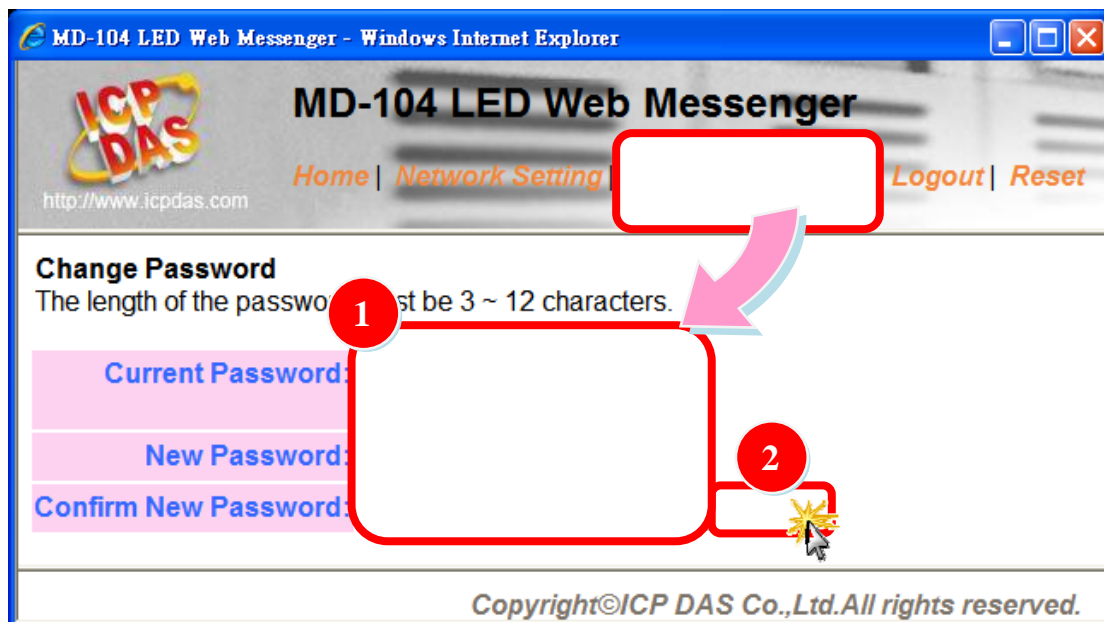 MD-104 LED Web Messenger - Windows Internet Explorer
ICP DAS
http://www.icpdas.com
MD-104 LED Web Messenger
Home | Network Setting | Logout | Reset
Change Password
The length of the password must be 3 ~ 12 characters.
1
Current Password:
New Password:
2
Confirm New Password:
Copyright©ICP DAS Co.,Ltd.All rights reserved.